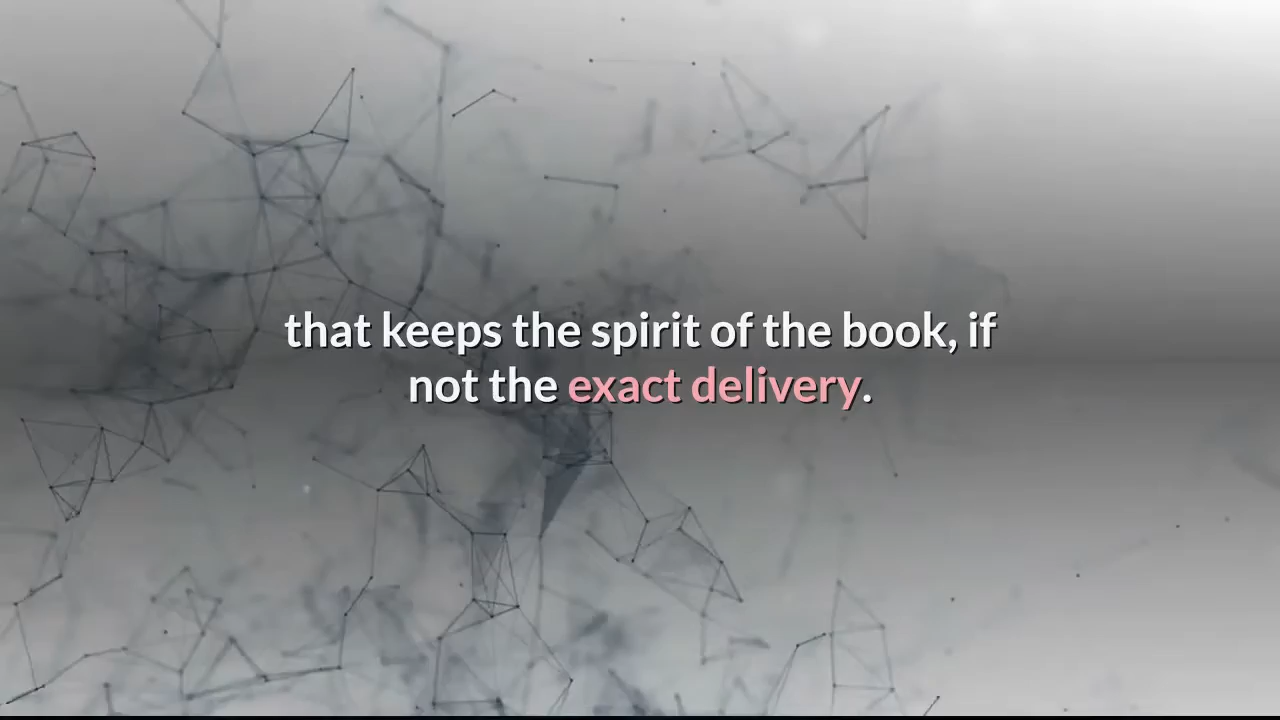 that keeps the spirit of the book, if
not the exact delivery.